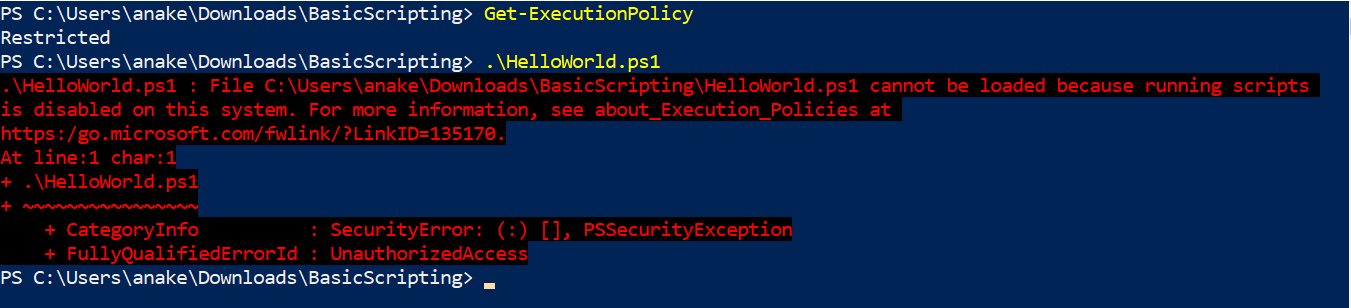 PS C:\Users\anake\Downloads\BasicScripting> Get-ExecutionPolicy
Restricted
PS C:\Users\anake\Downloads\BasicScripting> .\HelloWorld.ps1
.\HelloWorld.ps1 : File C:\Users\anake\Downloads\BasicScripting\HelloWorld.ps1 cannot be loaded because running scripts
is disabled on this system. For more information, see about_Execution_Policies at
https:/go.microsoft.com/fwlink/?LinkID=135170.
At line:1 char:1
+ .\HelloWorld.ps1
+ ~~~~~~~~~~~~~~~~
    + CategoryInfo          : SecurityError: (:) [], PSSecurityException
    + FullyQualifiedErrorId : UnauthorizedAccess
PS C:\Users\anake\Downloads\BasicScripting>